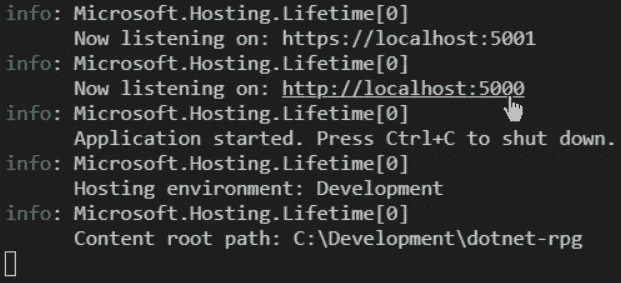 info: Microsoft.Hosting.Lifetime[0]
Now listening on: https://localhost:5001
info: Microsoft.Hosting.Lifetime[0]
Now listening on: http://localhost:5000
info: Microsoft.Hosting.Lifetime[0]
Application started. Press Ctrl+C to shut down.
info: Microsoft.Hosting.Lifetime[0]
Hosting environment: Development
info: Microsoft.Hosting.Lifetime[0]
Content root path: C:\Development\dotnet-rpg